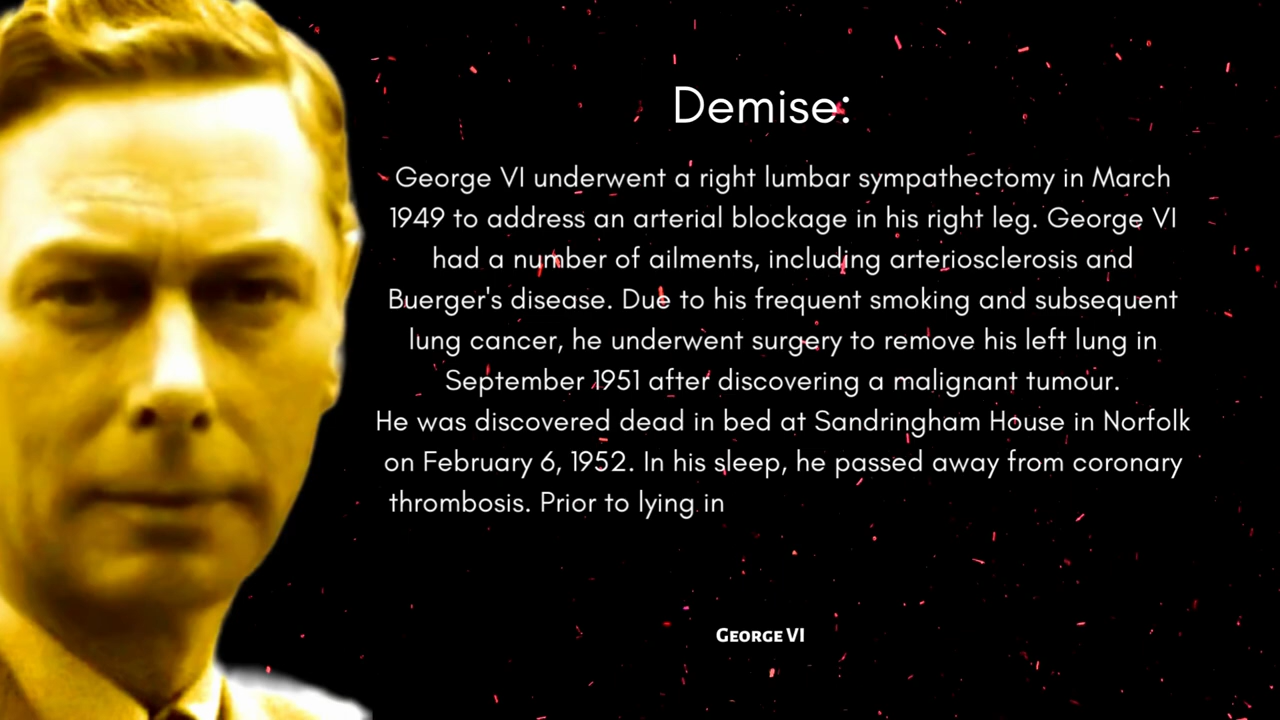 Demise:
George VI underwent a right lumbar sympathectomy in March
1949 to address an arterial blockage in his right leg. George VI
had a number of ailments, including arteriosclerosis and
Buerger's disease. Due to his frequent smoking and subsequent
lung cancer, he underwent surgery to remove his left lung in
September 1951 after discovering a malignant tumour.
He was discovered dead in bed at Sandringham House in Norfolk
on February 6, 1952. In his sleep, he passed away from coronary
thrombosis. Prior to lying in
George VI